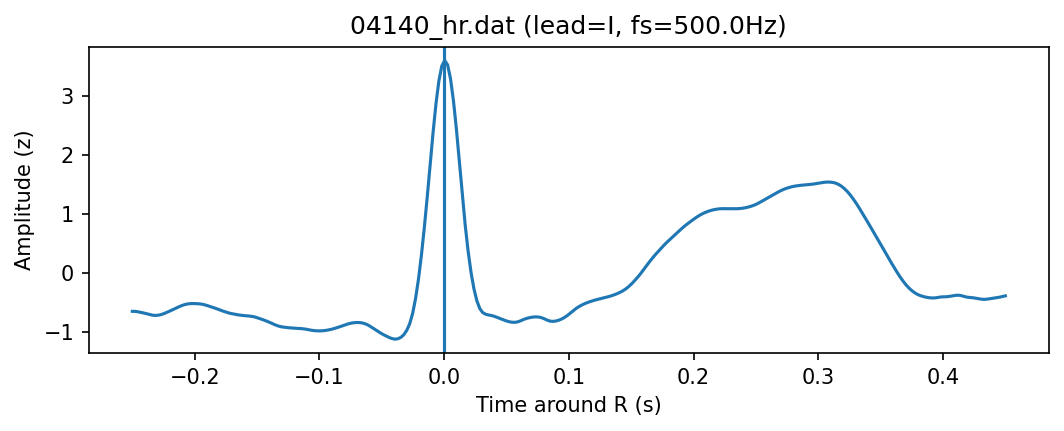 04140_hr.dat (lead=I, fs=500.0Hz)
Amplitude (z)
3
2
1
0
−1
−0.2 −0.1 0.0 0.1 0.2 0.3 0.4
Time around R (s)